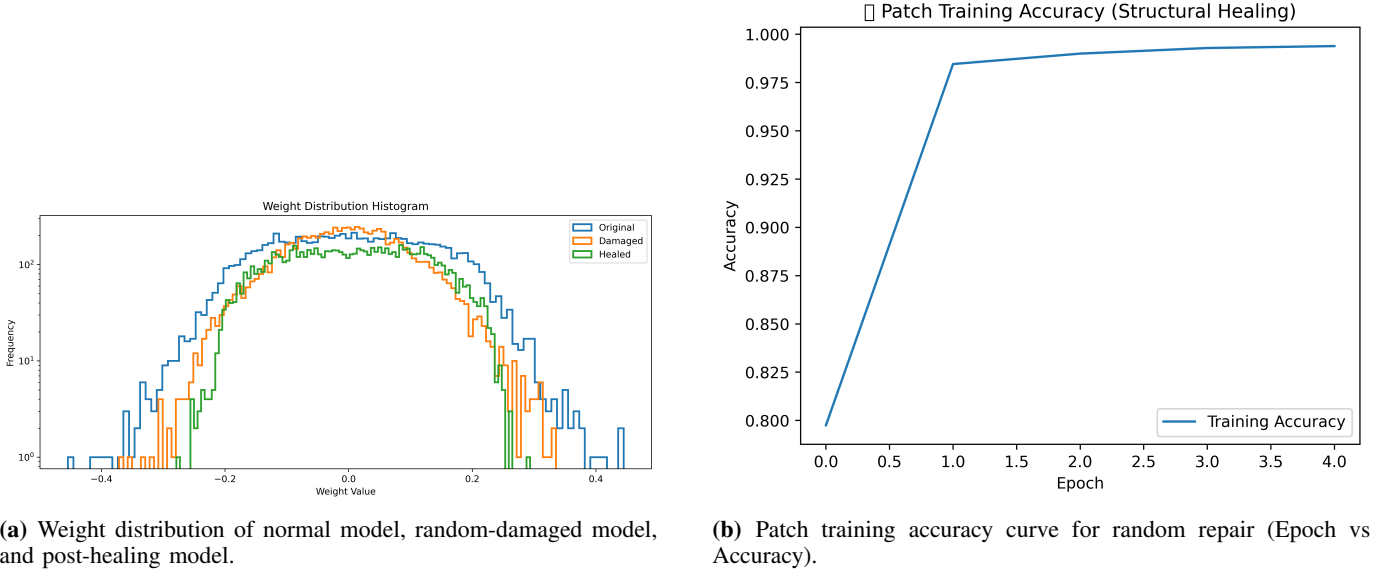 Weight Distribution Histogram
Original
Damaged
Healed
Frequency
10²
10¹
10⁰
−0.4
−0.2
0.0
0.2
0.4
Weight Value
(a) Weight distribution of normal model, random-damaged model,
and post-healing model.
▯ Patch Training Accuracy (Structural Healing)
Accuracy
1.000
0.975
0.950
0.925
0.900
0.875
0.850
0.825
0.800
Training Accuracy
0.0 0.5 1.0 1.5 2.0 2.5 3.0 3.5 4.0
Epoch
(b) Patch training accuracy curve for random repair (Epoch vs
Accuracy).